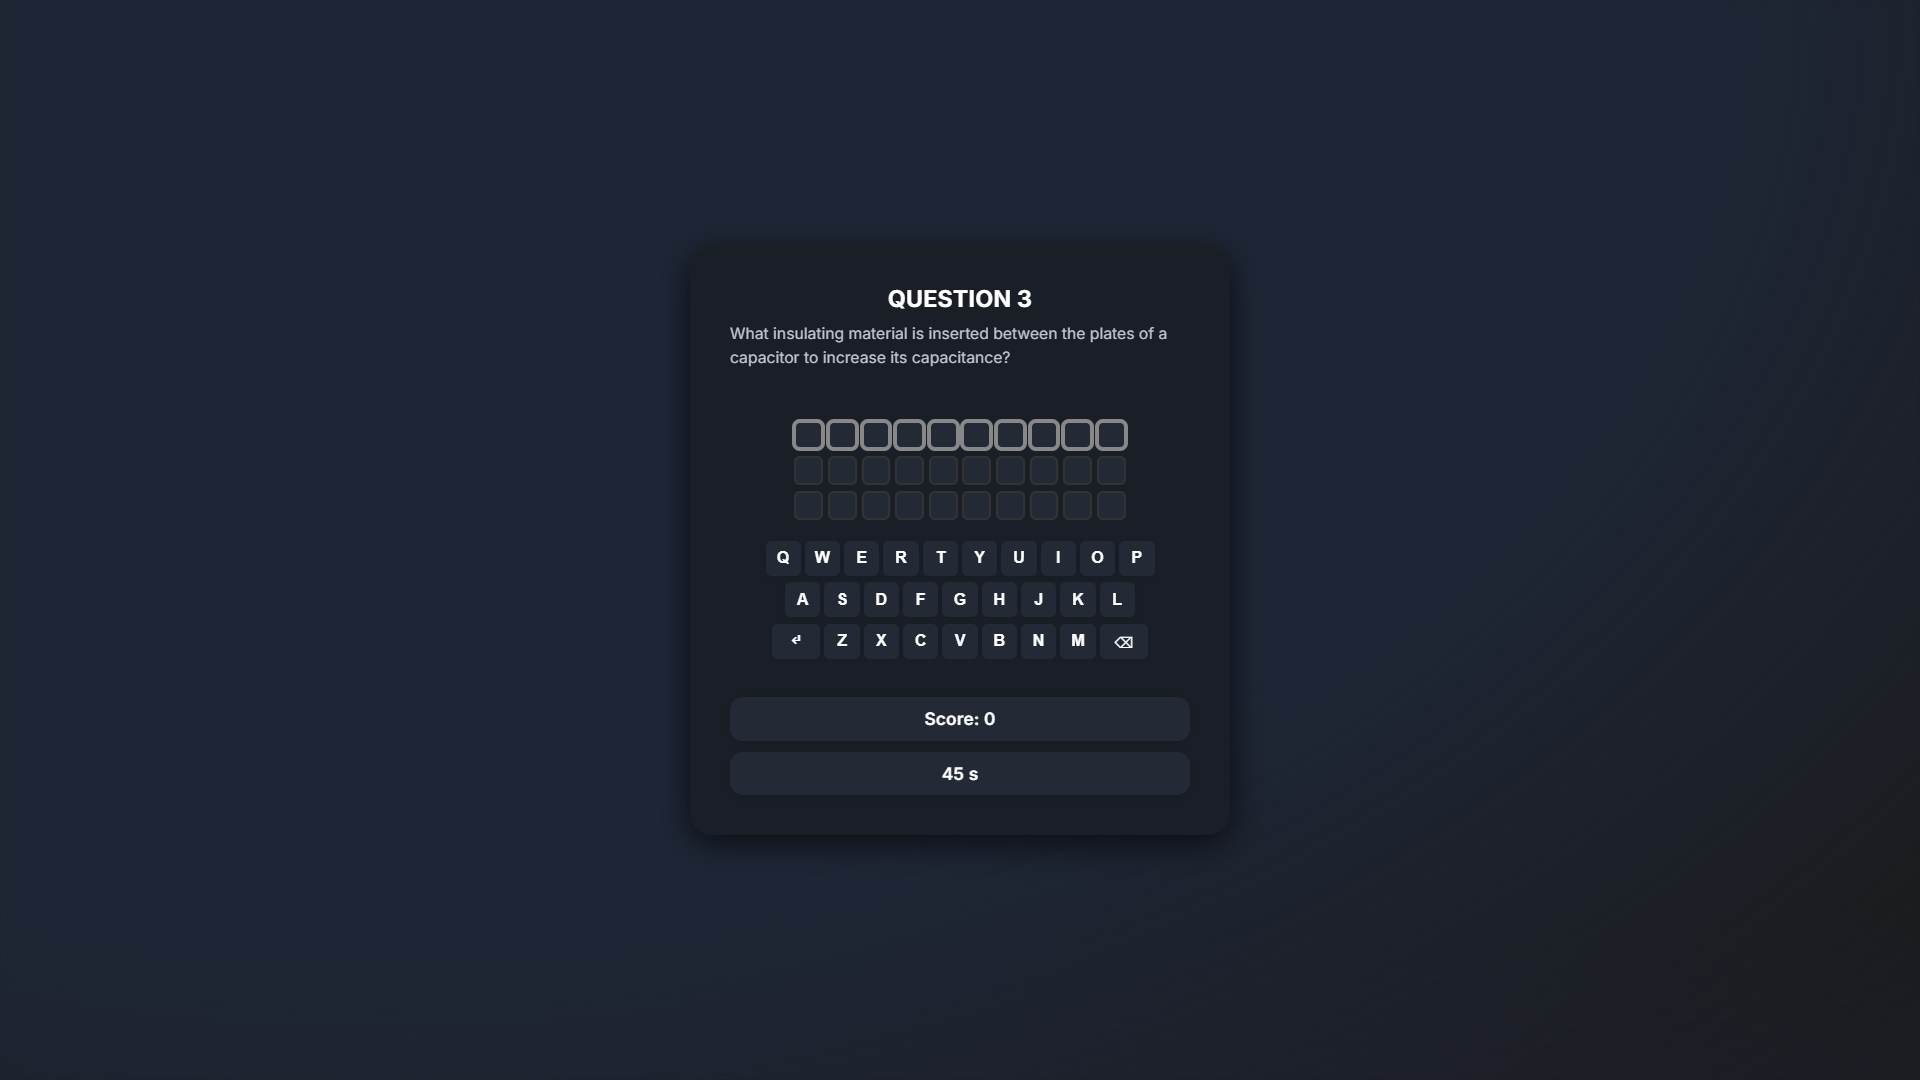 QUESTION 3
What insulating material is inserted between the plates of a
capacitor to increase its capacitance?
Q W E R T Y U I O P
A S D F G H J K L
↵ Z X C V B N M ⌫
Score: 0
45 s